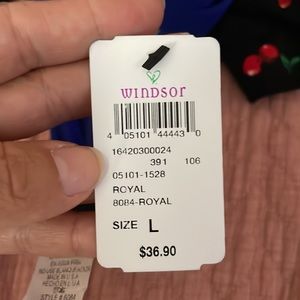 WINDSOR
4 05101 44443 0
16420300024
391 106
05101-1528
ROYAL
8084-ROYAL
SIZE L
$36.90